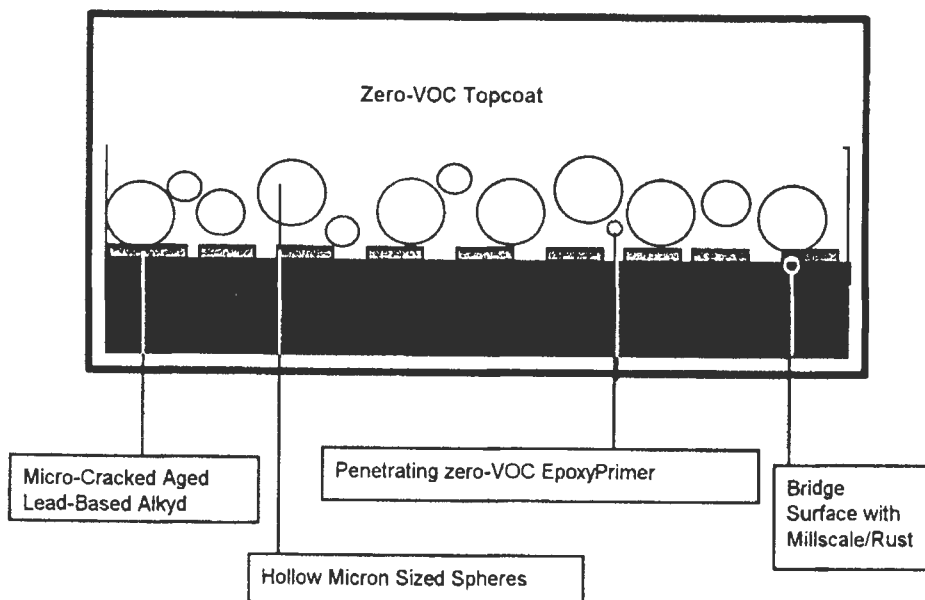 Zero-VOC Topcoat
Micro-Cracked Aged
Lead-Based Alkyd
Penetrating zero-VOC EpoxyPrimer
Bridge
Surface with
Millscale/Rust
Hollow Micron Sized Spheres